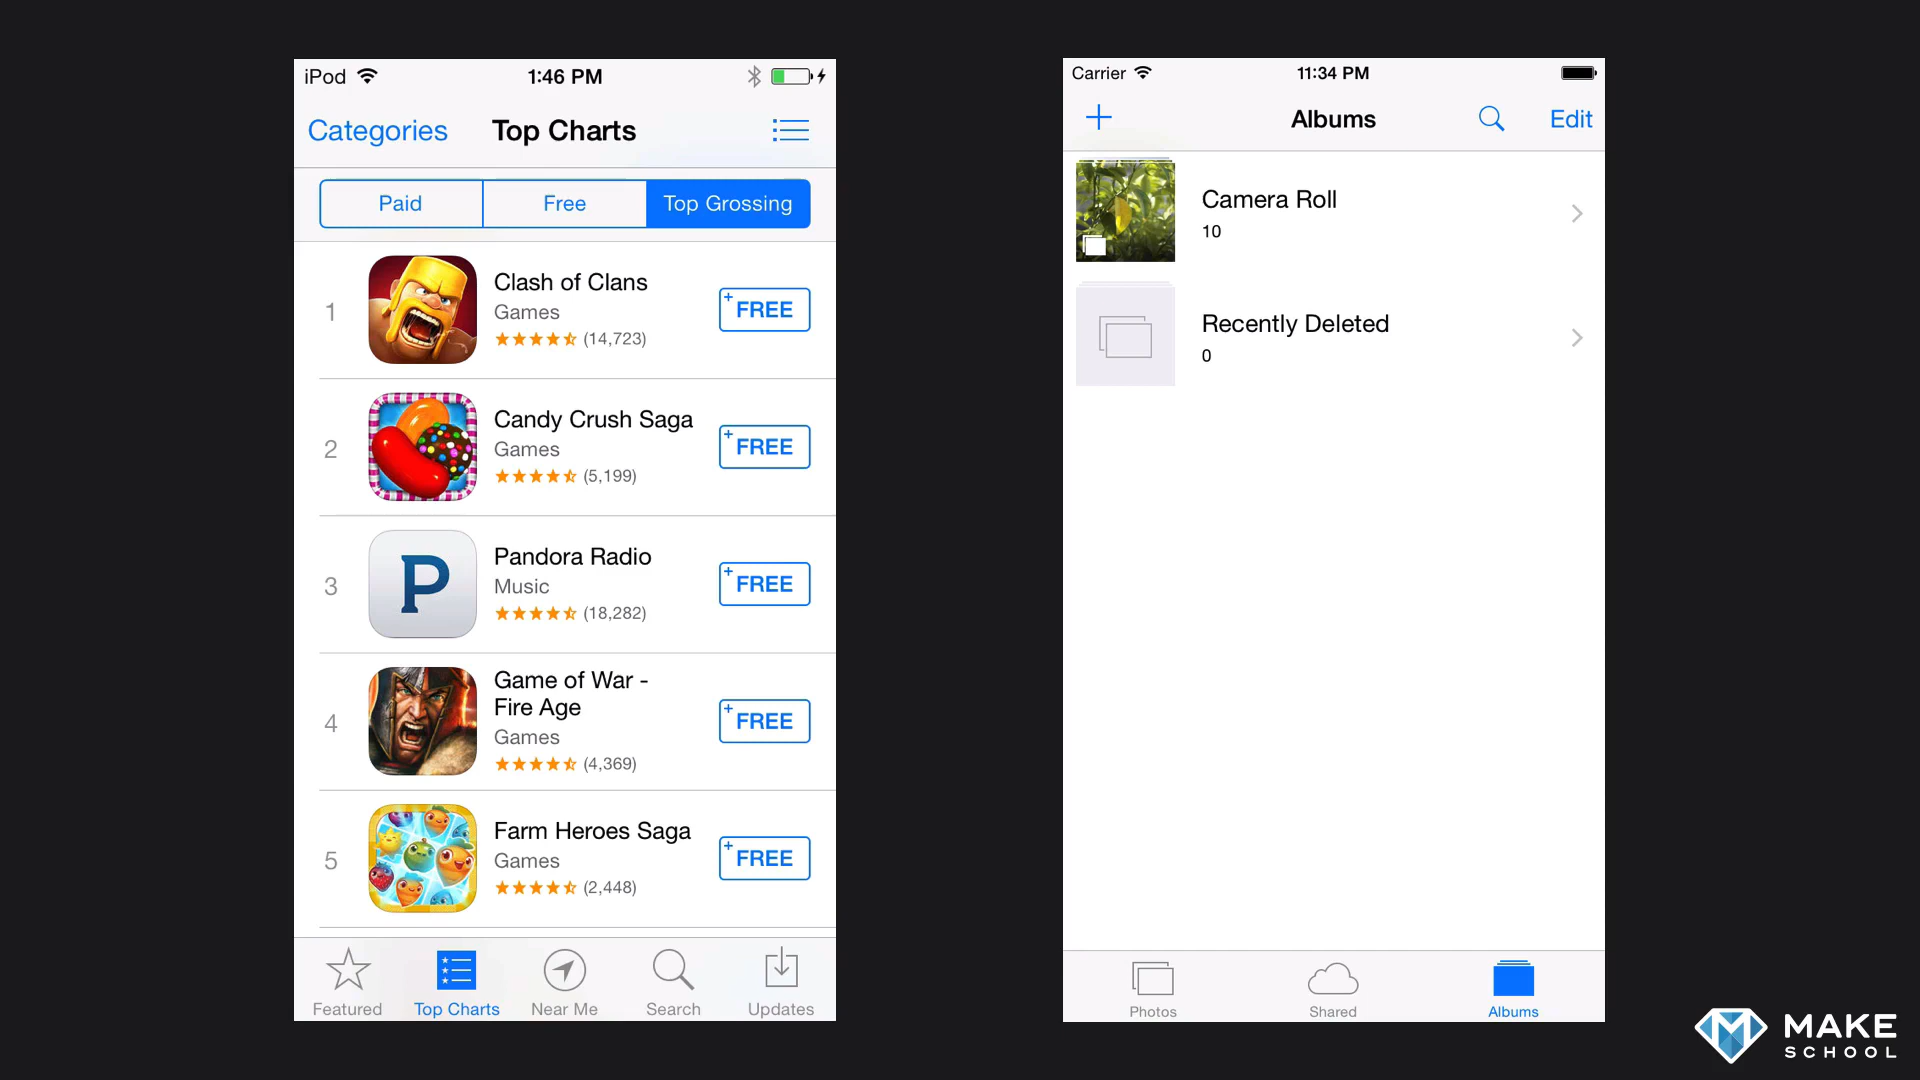 iPod 1:46 PM
Categories Top Charts
Paid Free Top Grossing
1 Clash of Clans
Games
(14,723)
+ FREE
2 Candy Crush Saga
Games
(5,199)
+ FREE
3 P Pandora Radio
Music
(18,282)
+ FREE
4 Game of War -
Fire Age
Games
(4,369)
+ FREE
5 Farm Heroes Saga
Games
(2,448)
+ FREE
Featured Top Charts Near Me Search Updates
Carrier 11:34 PM
Albums Edit
Camera Roll
10
Recently Deleted
0
Photos Shared Albums
MAKE
SCHOOL